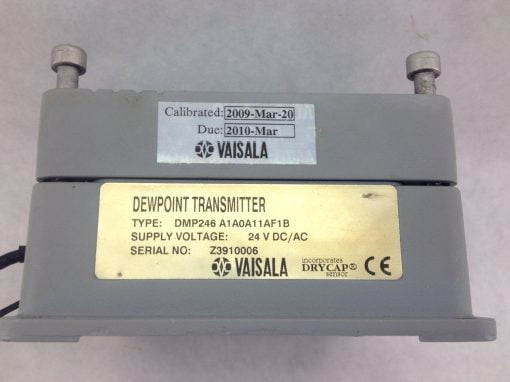 Calibrated: 2009-Mar-20
Due: 2010-Mar
VAISALA
DEWPOINT TRANSMITTER
TYPE: DMP246 A1A0A11AF1B
SUPPLY VOLTAGE: 24 V DC/AC
SERIAL NO: Z3910006
VAISALA
incorporates
DRYCAP®
sensor
CE